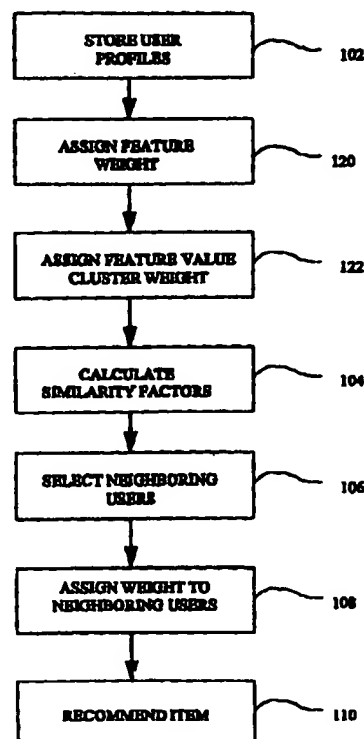 STORE USER
PROFILES
102
ASSIGN FEATURE
WEIGHT
120
ASSIGN FEATURE VALUE
CLUSTER WEIGHT
122
CALCULATE
SIMILARITY FACTORS
104
SELECT NEIGHBORING
USERS
106
ASSIGN WEIGHT TO
NEIGHBORING USERS
108
RECOMMEND ITEM
110